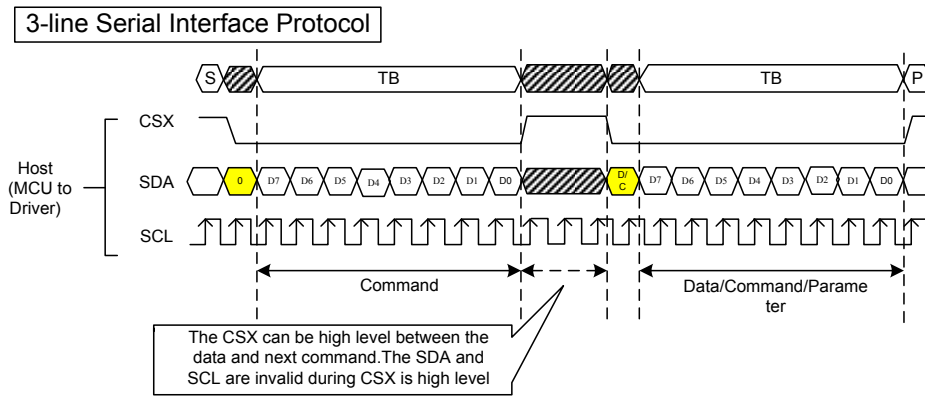 3-line Serial Interface Protocol
S TB TB P
CSX
Host
(MCU to
Driver)
SDA 0 D7 D6 D5 D4 D3 D2 D1 D0 D/
C D7 D6 D5 D4 D3 D2 D1 D0
SCL
Command
Data/Command/Parame
ter
The CSX can be high level between the
data and next command.The SDA and
SCL are invalid during CSX is high level